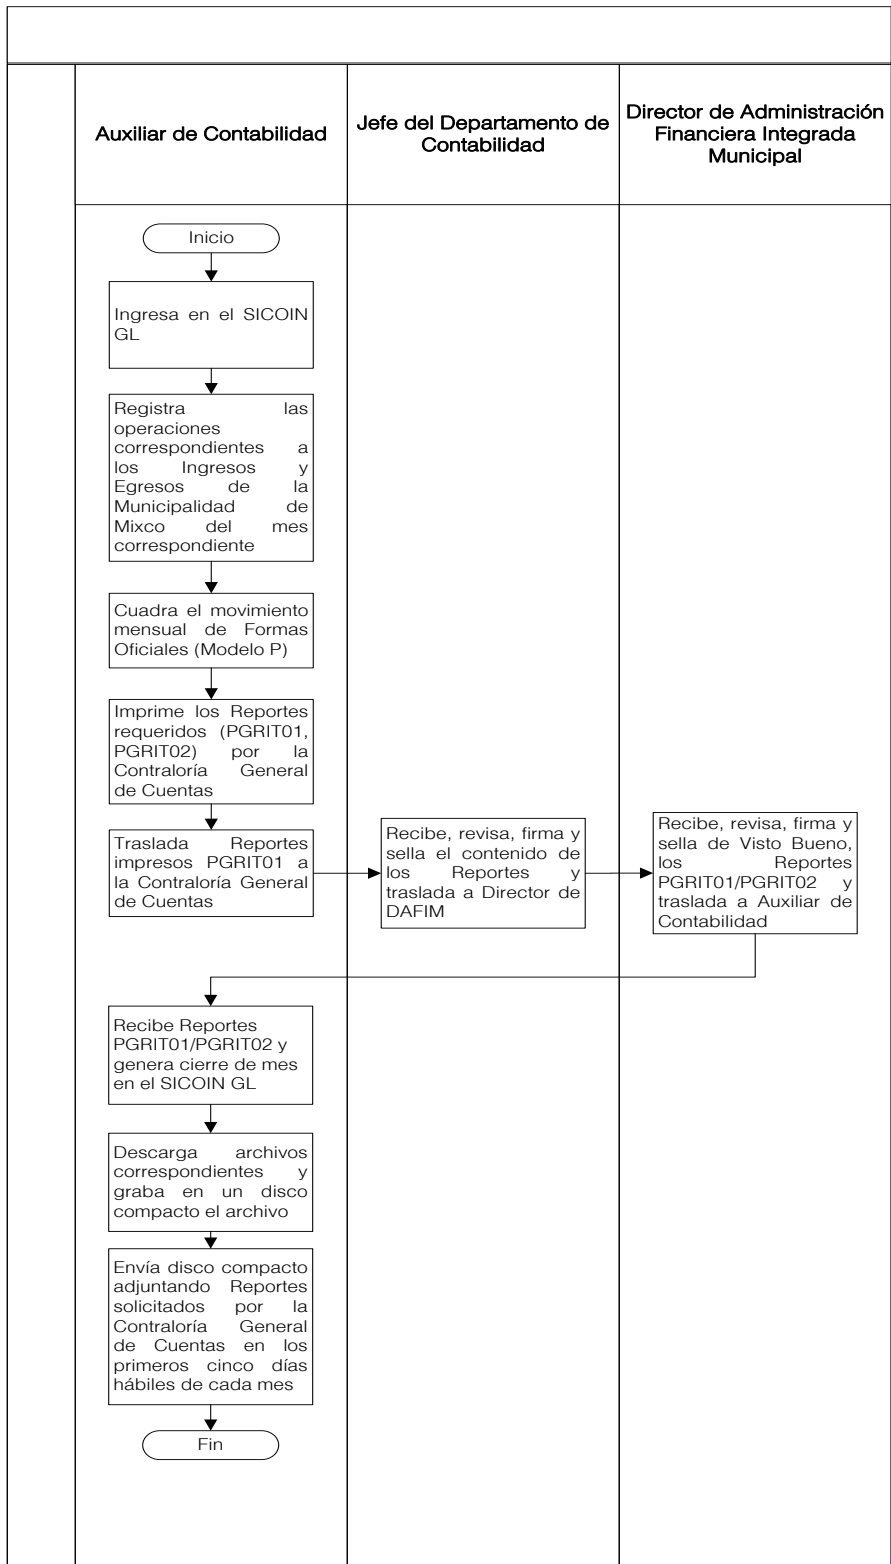 Auxiliar de Contabilidad
Jefe del Departamento de
Contabilidad
Director de Administración
Financiera Integrada
Municipal
Inicio
Ingresa en el SICOIN
GL
Registra las
operaciones
correspondientes a
los Ingresos y
Egresos de la
Municipalidad de
Mixco del mes
correspondiente
Cuadra el movimiento
mensual de Formas
Oficiales (Modelo P)
Imprime los Reportes
requeridos (PGRIT01,
PGRIT02) por la
Contraloría General
de Cuentas
Traslada Reportes
impresos PGRIT01 a
la Contraloría General
de Cuentas
Recibe, revisa, firma y
sella el contenido de
los Reportes y
traslada a Director de
DAFIM
Recibe, revisa, firma y
sella de Visto Bueno,
los Reportes
PGRIT01/PGRIT02 y
traslada a Auxiliar de
Contabilidad
Recibe Reportes
PGRIT01/PGRIT02 y
genera cierre de mes
en el SICOIN GL
Descarga archivos
correspondientes y
graba en un disco
compacto el archivo
Envía disco compacto
adjuntando Reportes
solicitados por la
Contraloría General
de Cuentas en los
primeros cinco días
hábiles de cada mes
Fin